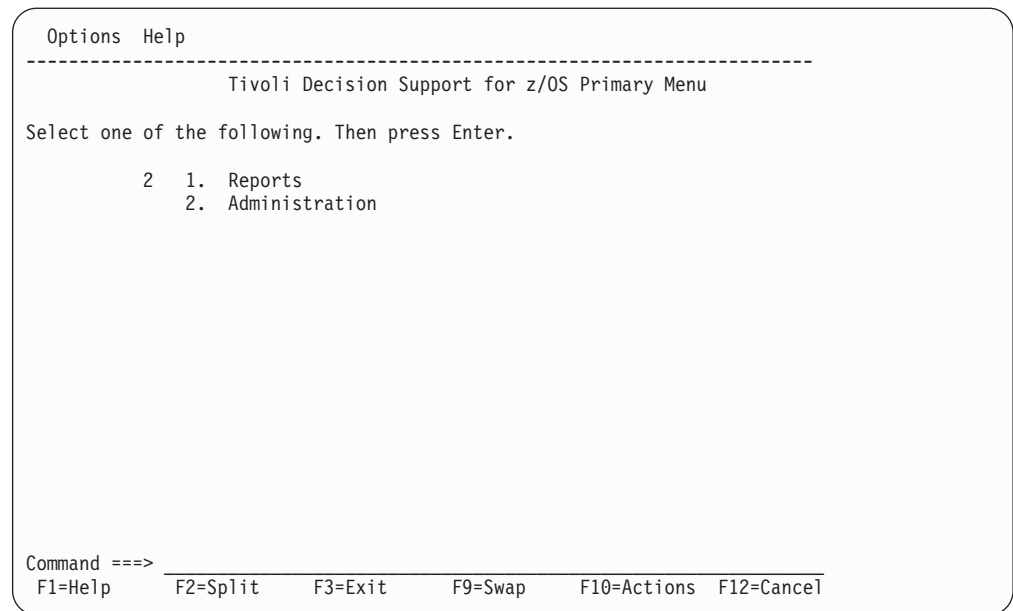 Options Help
---------------------------------------------------------------------------
Tivoli Decision Support for z/OS Primary Menu
Select one of the following. Then press Enter.
2 1. Reports
2. Administration
Command ===> ______________________________________________________________
F1=Help F2=Split F3=Exit F9=Swap F10=Actions F12=Cancel